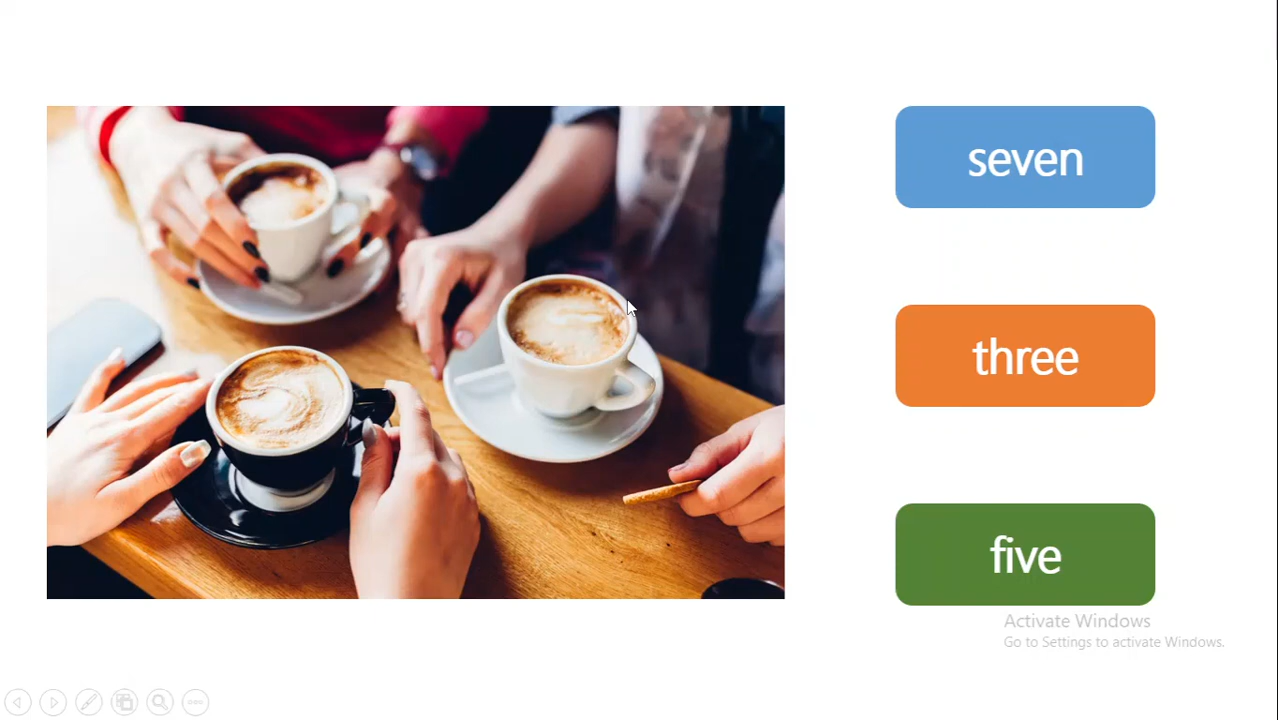 seven
three
five
Activate Windows
Go to Settings to activate Windows.